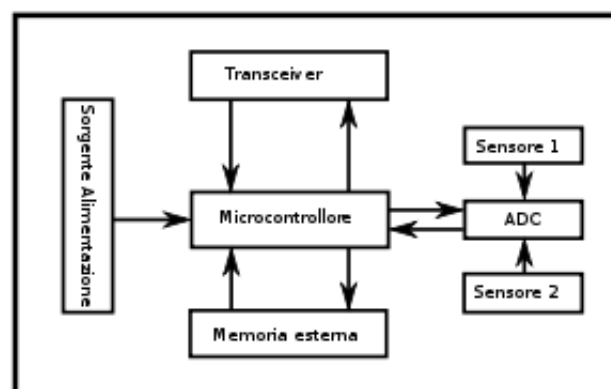 Transceiver
Sorgente Alimentazione
Sensore 1
Microcontrollore
ADC
Sensore 2
Memoria esterna